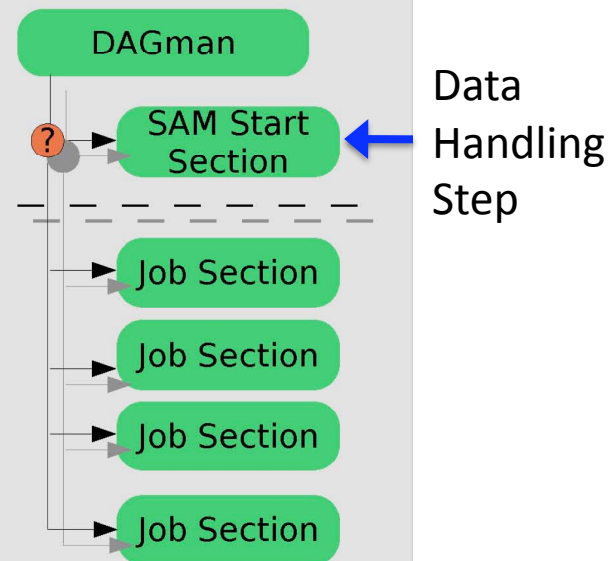 DAGman
?
SAM Start
Section
Data
Handling
Step
Job Section
Job Section
Job Section
Job Section